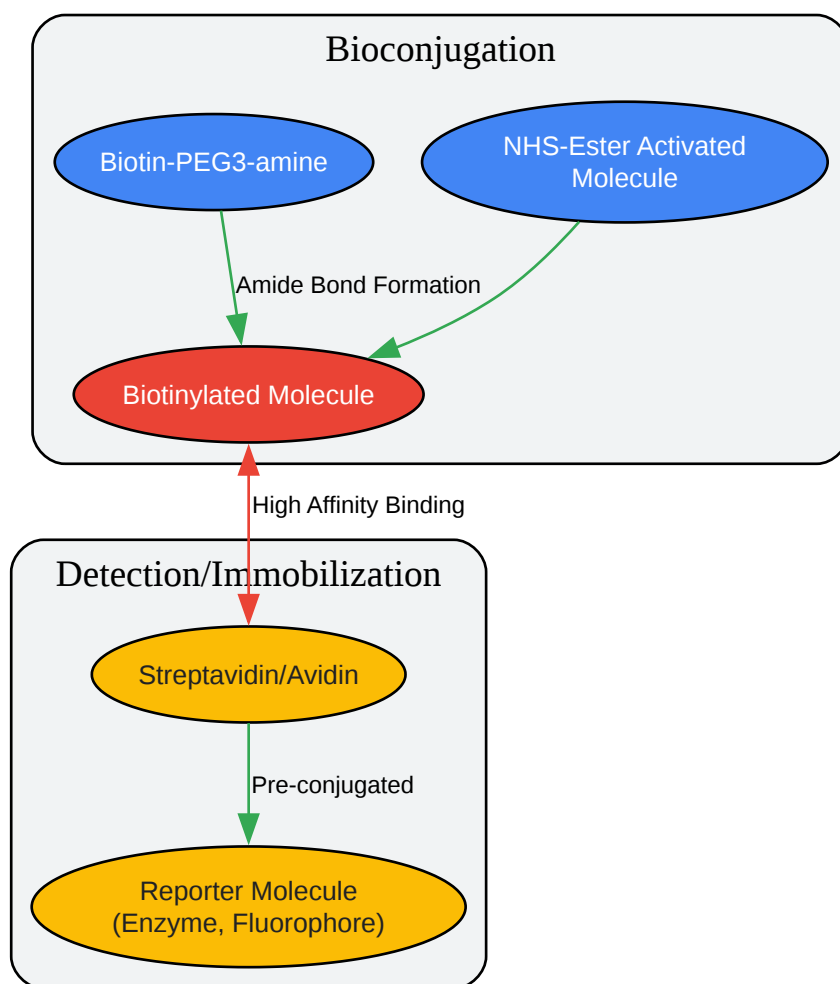 Bioconjugation
Biotin-PEG3-amine
NHS-Ester Activated
Molecule
Amide Bond Formation
Biotinylated Molecule
High Affinity Binding
Detection/Immobilization
Streptavidin/Avidin
Pre-conjugated
Reporter Molecule
(Enzyme, Fluorophore)